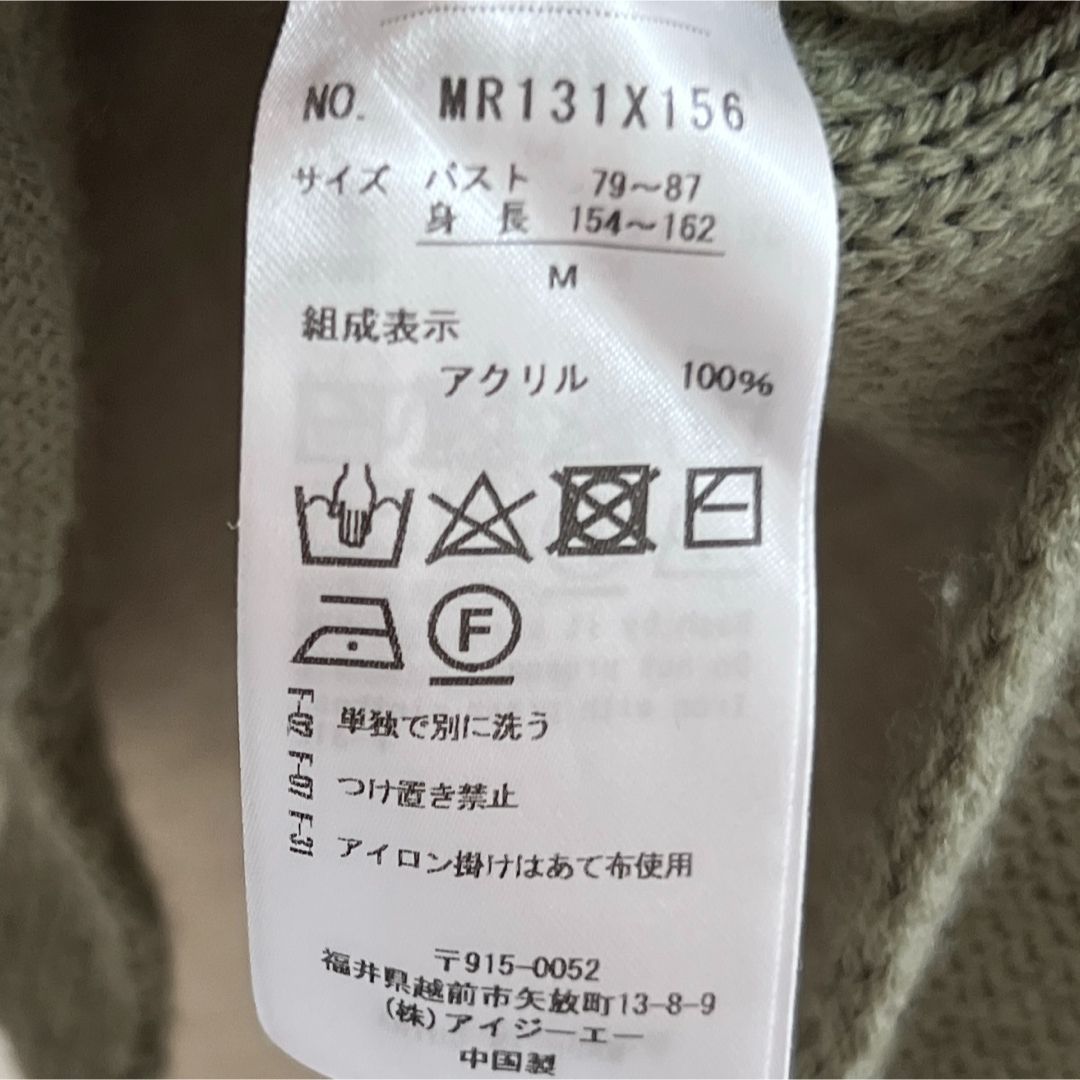 NO. MR131X156
サイズ バスト 79～87
身 長 154～162
M
組成表示
アクリル 100%
F
単独で別に洗う
つけ置き禁止
アイロン掛けはあて布使用
〒915-0052
福井県越前市矢放町13-8-9
(株)アイジーエー
中国製